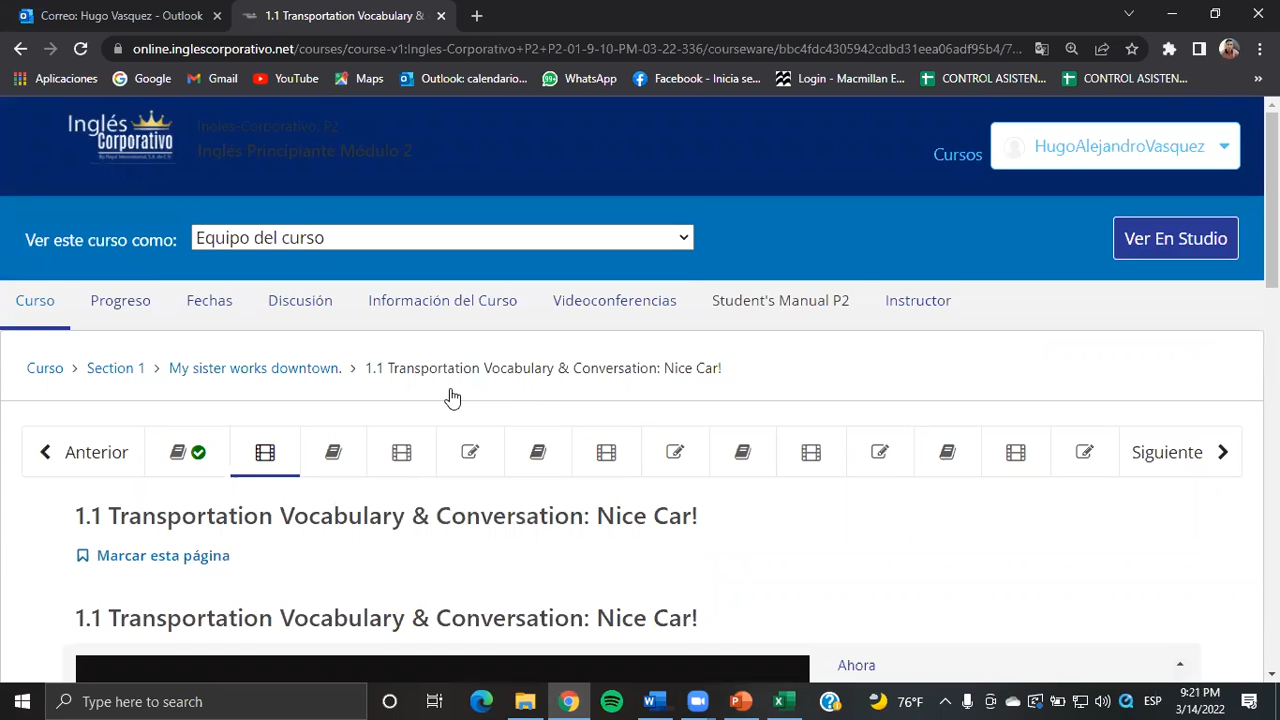 Correo: Hugo Vasquez - Outlook
1.1 Transportation Vocabulary &
online.inglescorporativo.net/courses/course-v1:Ingles-Corporativo+P2+P2-01-9-10-PM-03-22-336/courseware/bbc4fdc4305942cdbd31eea06adf95b4/7...
Aplicaciones
Google
Gmail
YouTube
Maps
Outlook: calendario...
WhatsApp
Facebook - Inicia se...
Login - Macmillan E...
CONTROL ASISTEN...
CONTROL ASISTEN...
»
Inglés
Corporativo
Ingles-Corporativo: P2
Inglés Principiante Módulo 2
Cursos
HugoAlejandroVasquez
Ver este curso como:
Equipo del curso
Ver En Studio
Curso
Progreso
Fechas
Discusión
Información del Curso
Videoconferencias
Student's Manual P2
Instructor
Curso > Section 1 > My sister works downtown. > 1.1 Transportation Vocabulary & Conversation: Nice Car!
Anterior
Siguiente
1.1 Transportation Vocabulary & Conversation: Nice Car!
Marcar esta página
1.1 Transportation Vocabulary & Conversation: Nice Car!
Ahora
Type here to search
76°F
ESP
9:21 PM
3/14/2022